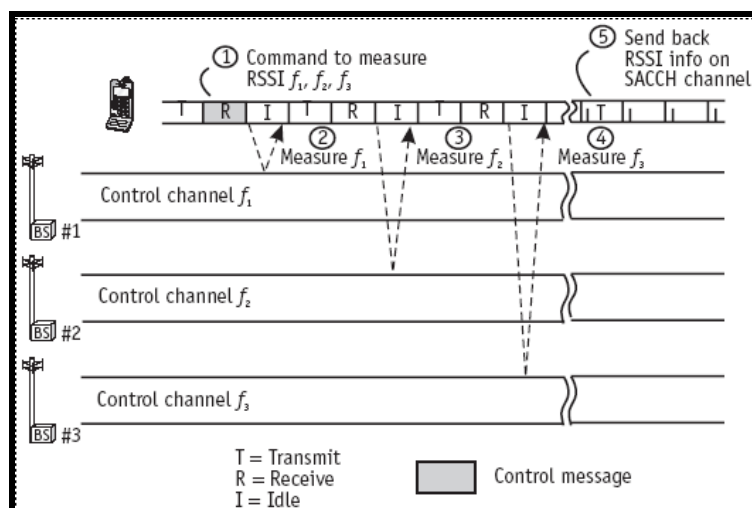 ① Command to measure
RSSI f₁, f₂, f₃
⑤ Send back
RSSI info on
SACCH channel
T R I T R I T R I T
② Measure f₁
③ Measure f₂
④ Measure f₃
Control channel f₁
BS #1
Control channel f₂
BS #2
Control channel f₃
BS #3
T = Transmit
R = Receive
I = Idle
Control message